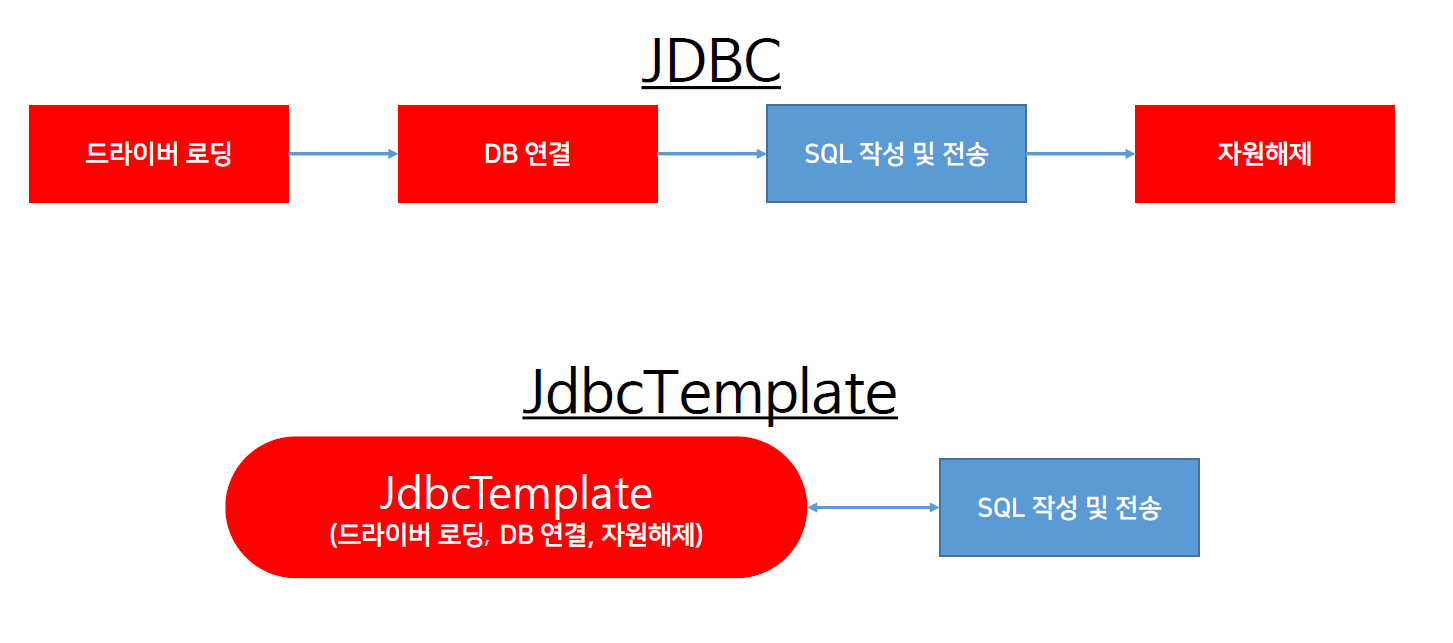 JDBC
드라이버 로딩
DB 연결
SQL 작성 및 전송
자원해제
JdbcTemplate
JdbcTemplate
(드라이버 로딩, DB 연결, 자원해제)
SQL 작성 및 전송